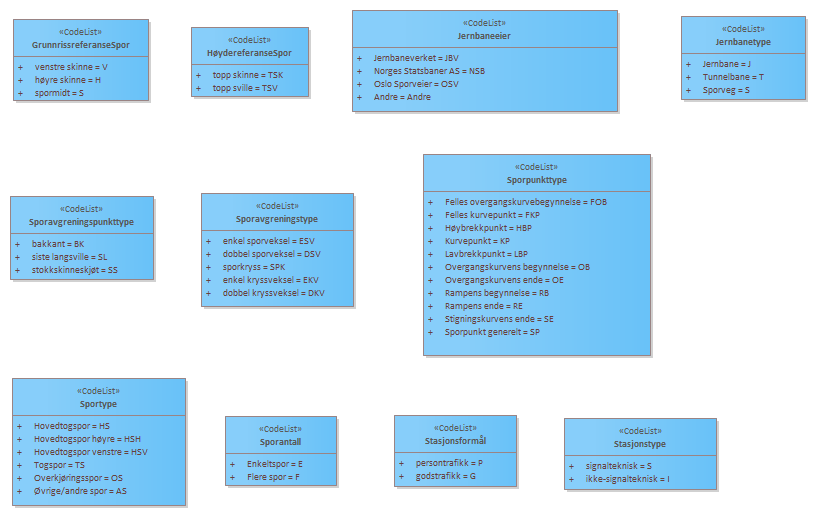 «CodeList»
GrunnrissreferanseSpor
+ venstre skinne = V
+ høyre skinne = H
+ spormidt = S
«CodeList»
HøydereferanseSpor
+ topp skinne = TSK
+ topp sville = TSV
«CodeList»
Jernbaneeier
+ Jernbaneverket = JBV
+ Norges Statsbaner AS = NSB
+ Oslo Sporveier = OSV
+ Andre = Andre
«CodeList»
Jernbanetype
+ Jernbane = J
+ Tunnelbane = T
+ Sporveg = S
«CodeList»
Sporavgreningspunkttype
+ bakkant = BK
+ siste langsville = SL
+ stokkskinneskjøt = SS
«CodeList»
Sporavgreningstype
+ enkel sporveksel = ESV
+ dobbel sporveksel = DSV
+ sporkryss = SPK
+ enkel kryssveksel = EKV
+ dobbel kryssveksel = DKV
«CodeList»
Sporpunkttype
+ Felles overgangskurvebegynnelse = FOB
+ Felles kurvepunkt = FKP
+ Høybrekkpunkt = HBP
+ Kurvepunkt = KP
+ Lavbrekkpunkt = LBP
+ Overgangskurvens begynnelse = OB
+ Overgangskurvens ende = OE
+ Rampens begynnelse = RB
+ Rampens ende = RE
+ Stigningskurvens ende = SE
+ Sporpunkt generelt = SP
«CodeList»
Sportype
+ Hovedtogspor = HS
+ Hovedtogspor høyre = HSH
+ Hovedtogspor venstre = HSV
+ Togspor = TS
+ Overkjøringsspor = OS
+ Øvrige/andre spor = AS
«CodeList»
Sporantall
+ Enkeltspor = E
+ Flere spor = F
«CodeList»
Stasjonsformål
+ persontrafikk = P
+ godstrafikk = G
«CodeList»
Stasjonstype
+ signalteknisk = S
+ ikke-signalteknisk = I